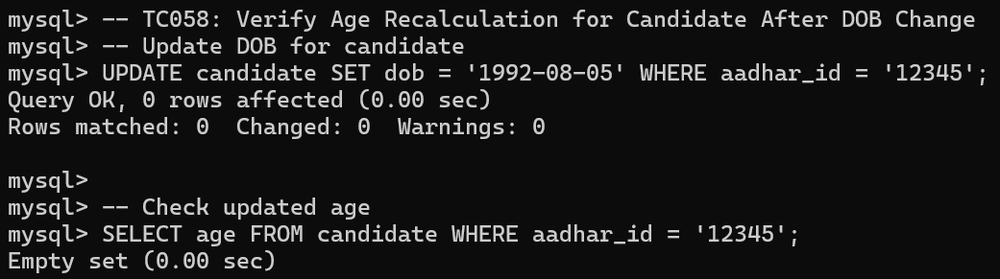 mysql> -- TC058: Verify Age Recalculation for Candidate After DOB Change
mysql> -- Update DOB for candidate
mysql> UPDATE candidate SET dob = '1992-08-05' WHERE aadhar_id = '12345';
Query OK, 0 rows affected (0.00 sec)
Rows matched: 0  Changed: 0  Warnings: 0

mysql>
mysql> -- Check updated age
mysql> SELECT age FROM candidate WHERE aadhar_id = '12345';
Empty set (0.00 sec)